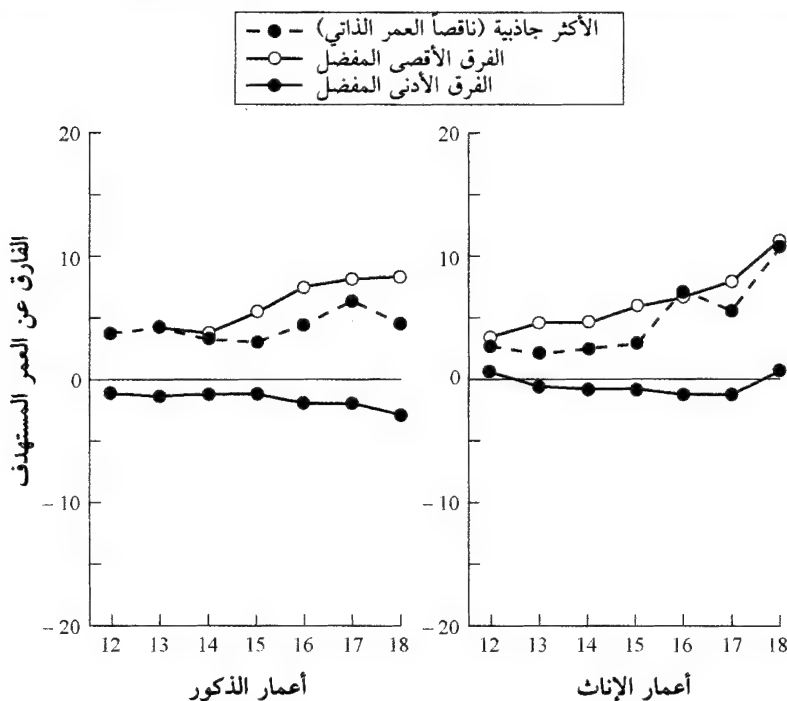 الأكثر جاذبية (ناقصاً العمر الذاتي)
الفرق الأقصى المفضل
الفرق الأدنى المفضل
الفارق عن العمر المستهدف
20
10
0
– 10
– 20
12 13 14 15 16 17 18
أعمار الذكور
20
10
0
– 10
– 20
12 13 14 15 16 17 18
أعمار الإناث